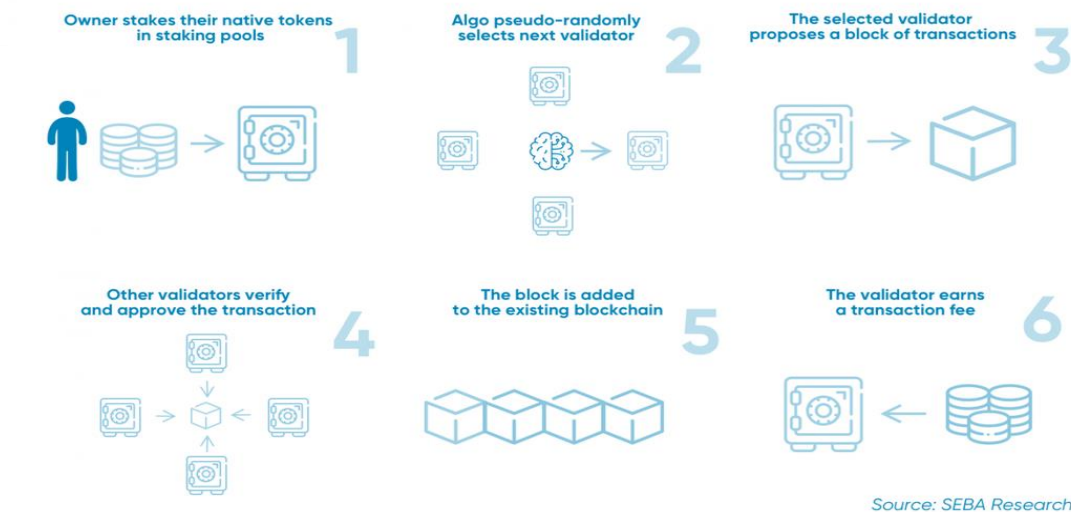 Owner stakes their native tokens
in staking pools
1
Algo pseudo-randomly
selects next validator
2
The selected validator
proposes a block of transactions
3
Other validators verify
and approve the transaction
4
The block is added
to the existing blockchain
5
The validator earns
a transaction fee
6
Source: SEBA Research